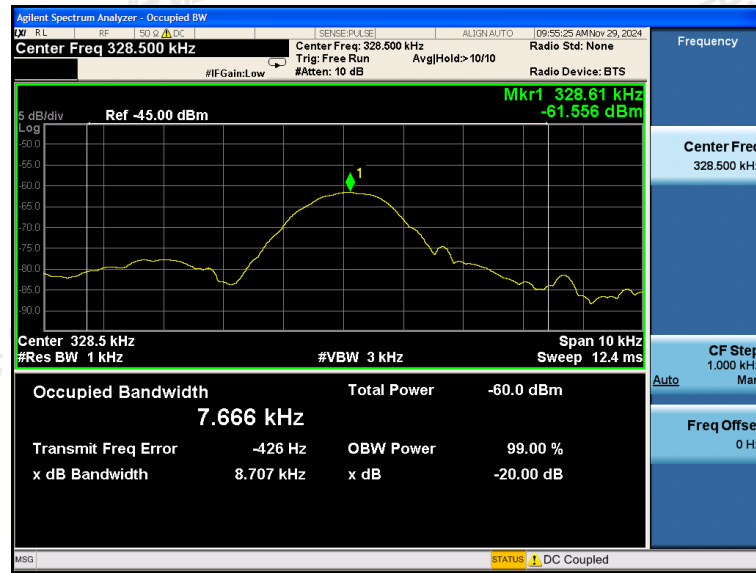 Agilent Spectrum Analyzer - Occupied BW
LXI RL RF 50 Ω DC SENSE:PULSE ALIGN AUTO 09:55:25 AM Nov 29, 2024
Center Freq 328.500 kHz
Center Freq: 328.500 kHz
Radio Std: None
Trig: Free Run Avg|Hold:>10/10
#IFGain:Low #Atten: 10 dB Radio Device: BTS
Mkr1 328.61 kHz
-61.556 dBm
5 dB/div Ref -45.00 dBm
Log
-50.0
-55.0
-60.0
-65.0
-70.0
-75.0
-80.0
-85.0
-90.0
1
Center 328.5 kHz Span 10 kHz
#Res BW 1 kHz #VBW 3 kHz Sweep 12.4 ms
Occupied Bandwidth Total Power -60.0 dBm
7.666 kHz
Transmit Freq Error -426 Hz OBW Power 99.00 %
x dB Bandwidth 8.707 kHz x dB -20.00 dB
MSG STATUS DC Coupled
Frequency
Center Freq
328.500 kHz
CF Step
1.000 kHz
Auto Man
Freq Offse
0 Hz